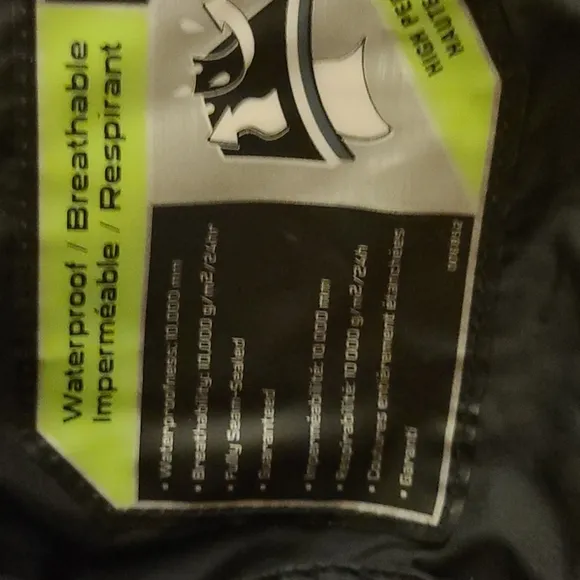 HIGH PE
HAUTE
Waterproof / Breathable
Imperméable / Respirant
• Waterproofness: 10,000 mm
• Breathability: 10,000 g/m2/24hr
• Fully Seam-Sealed
• Guaranteed
• Imperméabilité: 10 000 mm
• Respirabilité: 10 000 g/m2/24h
• Coutures entièrement étanchées
• Garanti